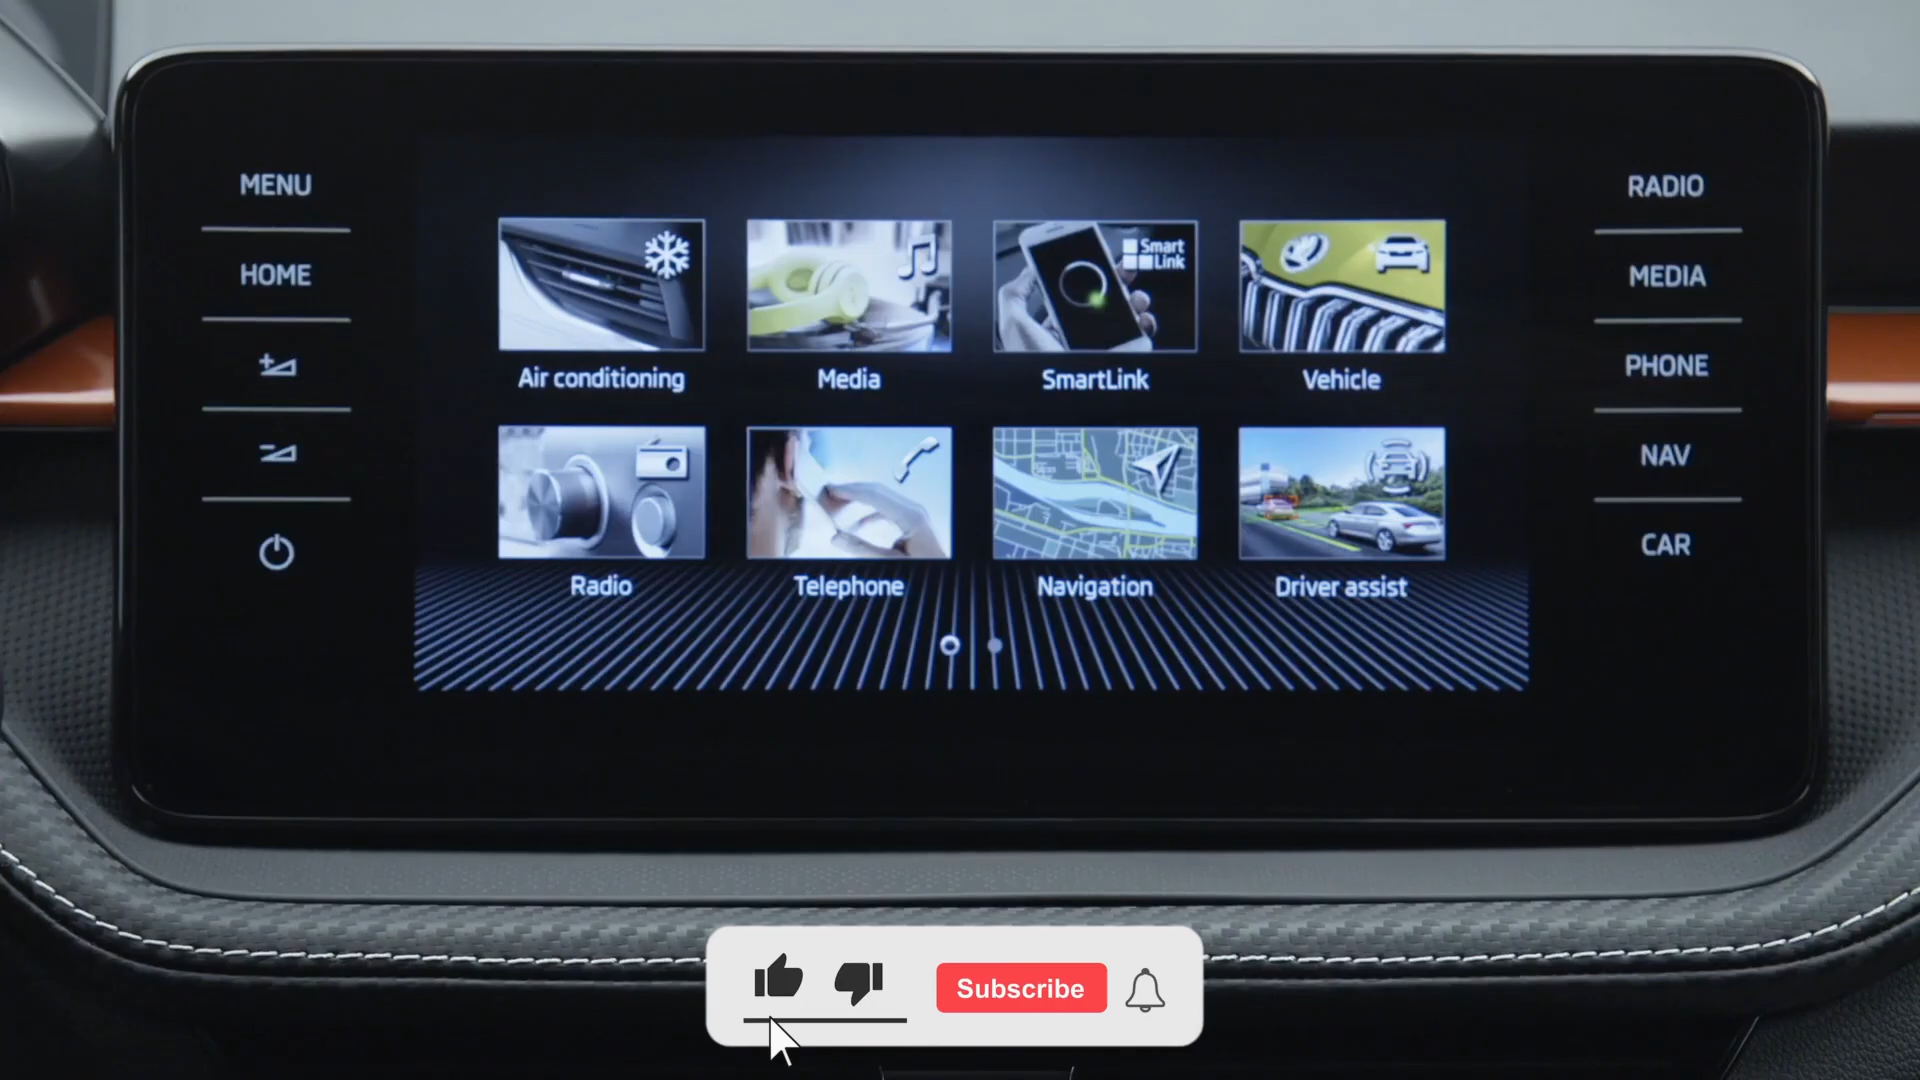 MENU
HOME
RADIO
MEDIA
PHONE
NAV
CAR
Smart
Link
Air conditioning
Media
SmartLink
Vehicle
Radio
Telephone
Navigation
Driver assist
Subscribe